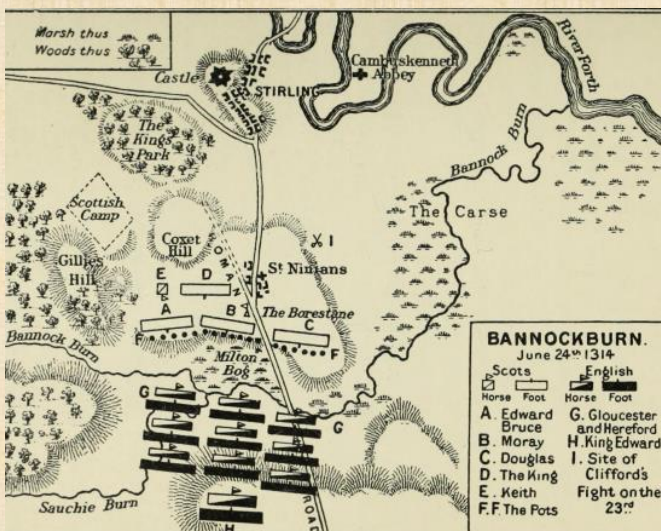 Marsh thus
Woods thus
Castle
STIRLING
Cambuskenneth
Abbey
River Forth
The
Kings
Park
Bannock Burn
Scottish
Camp
The Carse
Coxet
Hill
I
Gillies
Hill
ROMAN
St Ninians
E
D
A
B
The Borestane
C
F
F
Bannock Burn
Milton
Bog
G
G
Sauchie Burn
H
ROAD
BANNOCKBURN.
June 24th 1314
Scots English
Horse Foot Horse Foot
A. Edward Bruce
B. Moray
C. Douglas
D. The King
E. Keith
F.F. The Pots
G. Gloucester and Hereford
H. King Edward
I. Site of Clifford's Fight on the 23rd